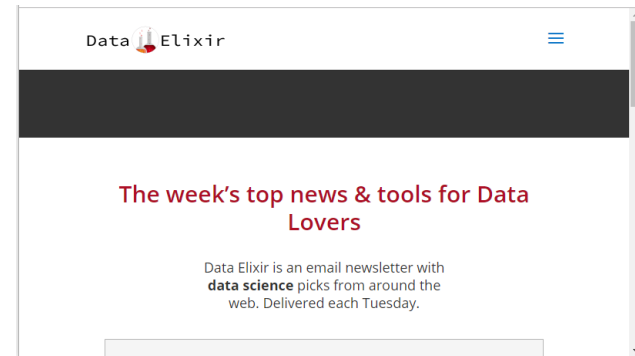 Data Elixir
The week’s top news & tools for Data
Lovers
Data Elixir is an email newsletter with
data science picks from around the
web. Delivered each Tuesday.